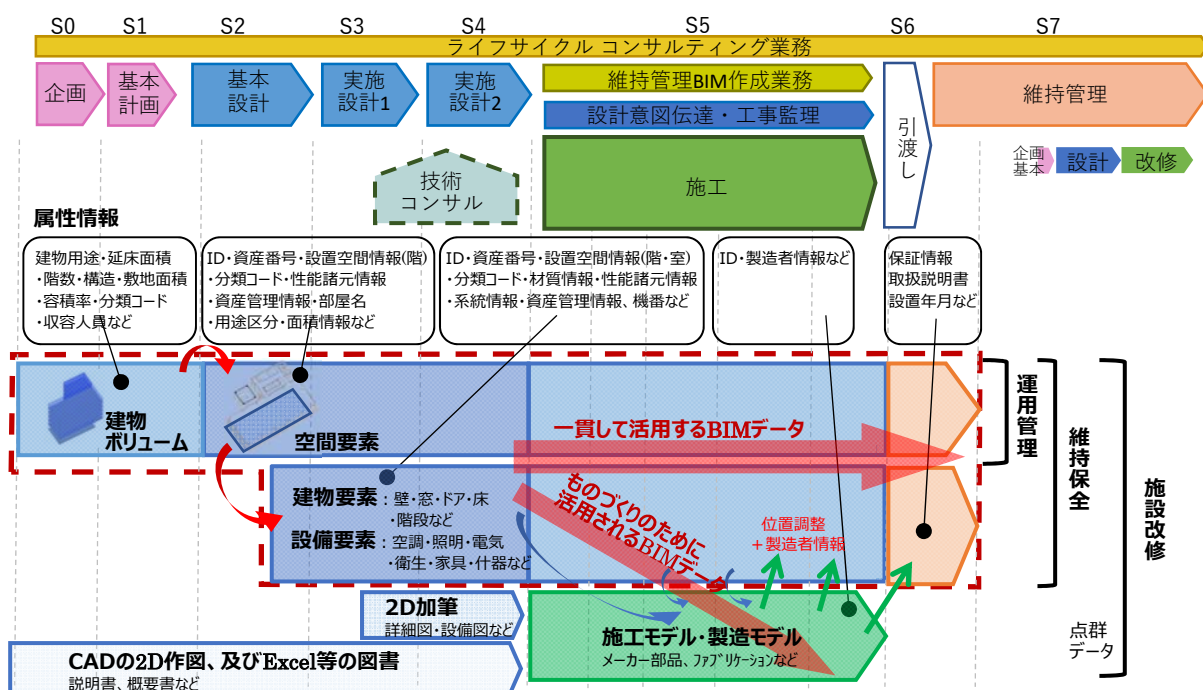 S0
S1
S2
S3
S4
S5
S6
S7
ライフサイクル コンサルティング業務
企画
基本
計画
基本
設計
実施
設計1
実施
設計2
維持管理BIM作成業務
設計意図伝達・工事監理
施工
引渡し
維持管理
企画
基本
設計
改修
技術
コンサル
属性情報
建物用途・延床面積
・階数・構造・敷地面積
・容積率・分類コード
・収容人員など
ID・資産番号・設置空間情報(階)
・分類コード・性能諸元情報
・資産管理情報・部屋名
・用途区分・面積情報など
ID・資産番号・設置空間情報(階・室)
・分類コード・材質情報・性能諸元情報
・系統情報・資産管理情報、機番など
ID・製造者情報など
保証情報
取扱説明書
設置年月など
建物
ボリューム
空間要素
一貫して活用するBIMデータ
運用管理
維持保全
施設改修
建物要素：壁・窓・ドア・床
・階段など
設備要素：空調・照明・電気
・衛生・家具・什器など
ものづくりのために
活用されるBIMデータ
位置調整
＋製造者情報
2D加筆
詳細図・設備図など
施工モデル・製造モデル
メーカー部品、ファブリケーションなど
点群
データ
CADの2D作図、及びExcel等の図書
説明書、概要書など